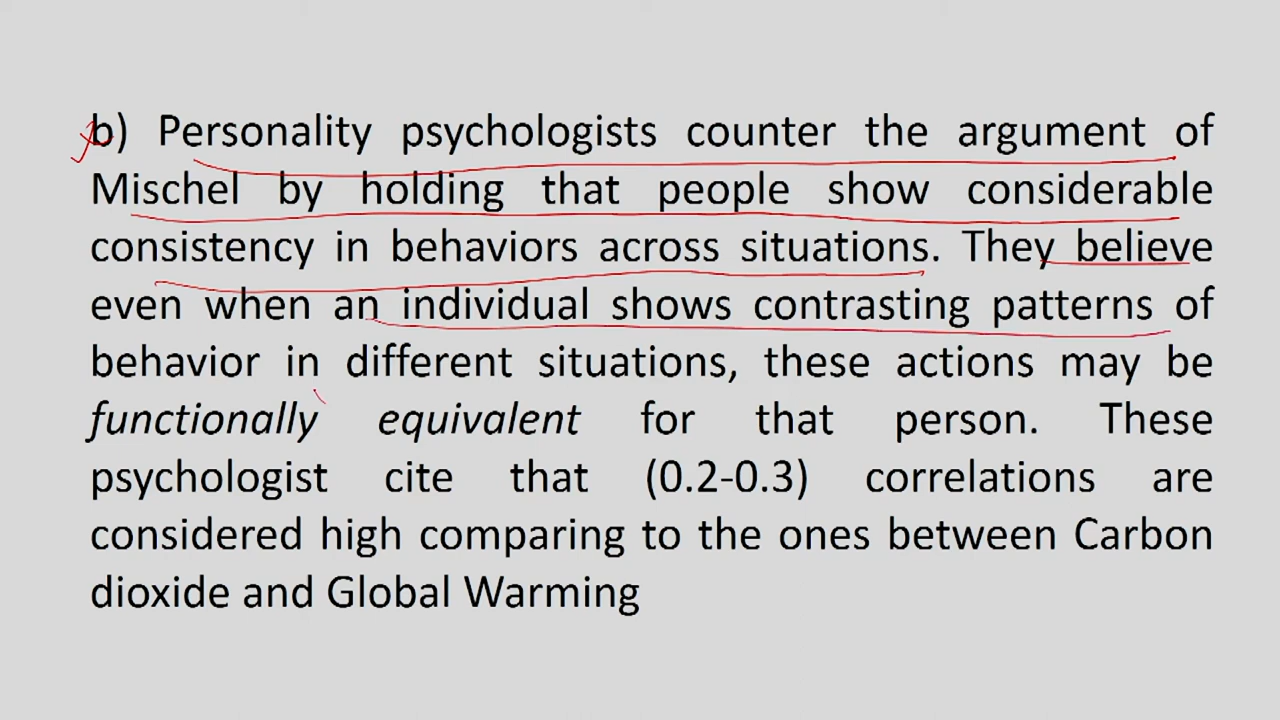 b) Personality psychologists counter the argument of
Mischel by holding that people show considerable
consistency in behaviors across situations. They believe
even when an individual shows contrasting patterns of
behavior in different situations, these actions may be
functionally equivalent for that person. These
psychologist cite that (0.2-0.3) correlations are
considered high comparing to the ones between Carbon
dioxide and Global Warming